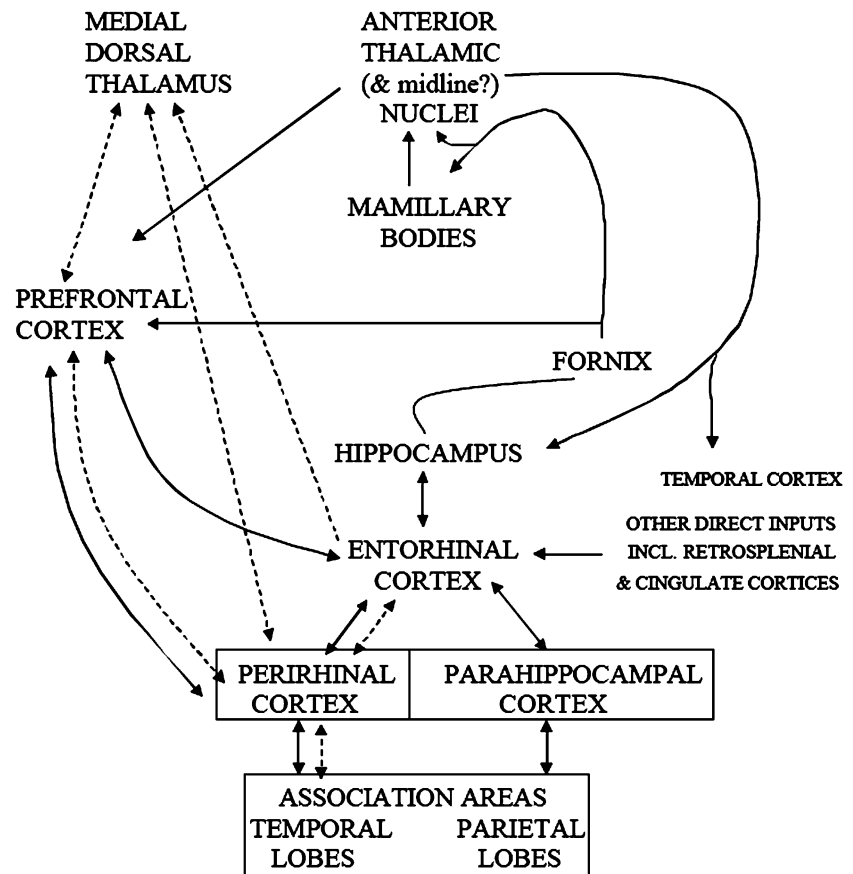 MEDIAL
DORSAL
THALAMUS
ANTERIOR
THALAMIC
(& midline?)
NUCLEI
MAMILLARY
BODIES
PREFRONTAL
CORTEX
FORNIX
HIPPOCAMPUS
TEMPORAL CORTEX
OTHER DIRECT INPUTS
INCL. RETROSPLENIAL
& CINGULATE CORTICES
ENTORHINAL
CORTEX
PERIRHINAL
CORTEX
PARAHIPPOCAMPAL
CORTEX
ASSOCIATION AREAS
TEMPORAL
LOBES
PARIETAL
LOBES